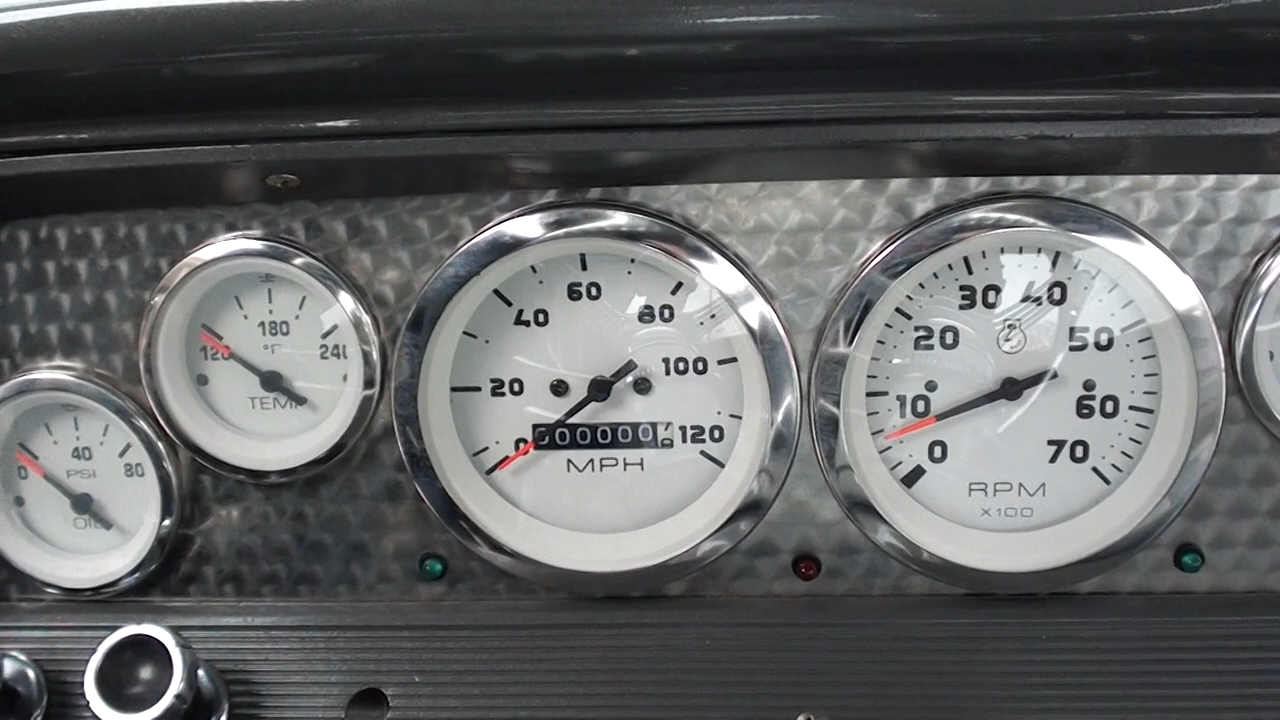 0 40 80
PSI
OIL
120 180 240
°F
TEMP
0 20 40 60 80 100 120
000000
MPH
0 10 20 30 40 50 60 70
RPM
X100